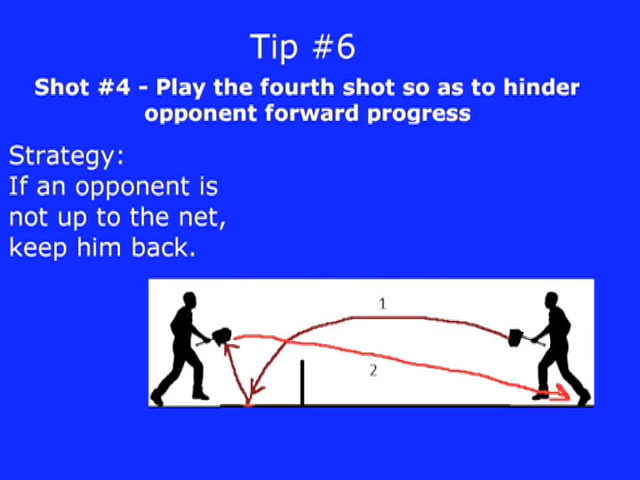 Tip #6
Shot #4 - Play the fourth shot so as to hinder
opponent forward progress
Strategy:
If an opponent is
not up to the net,
keep him back.
1
2